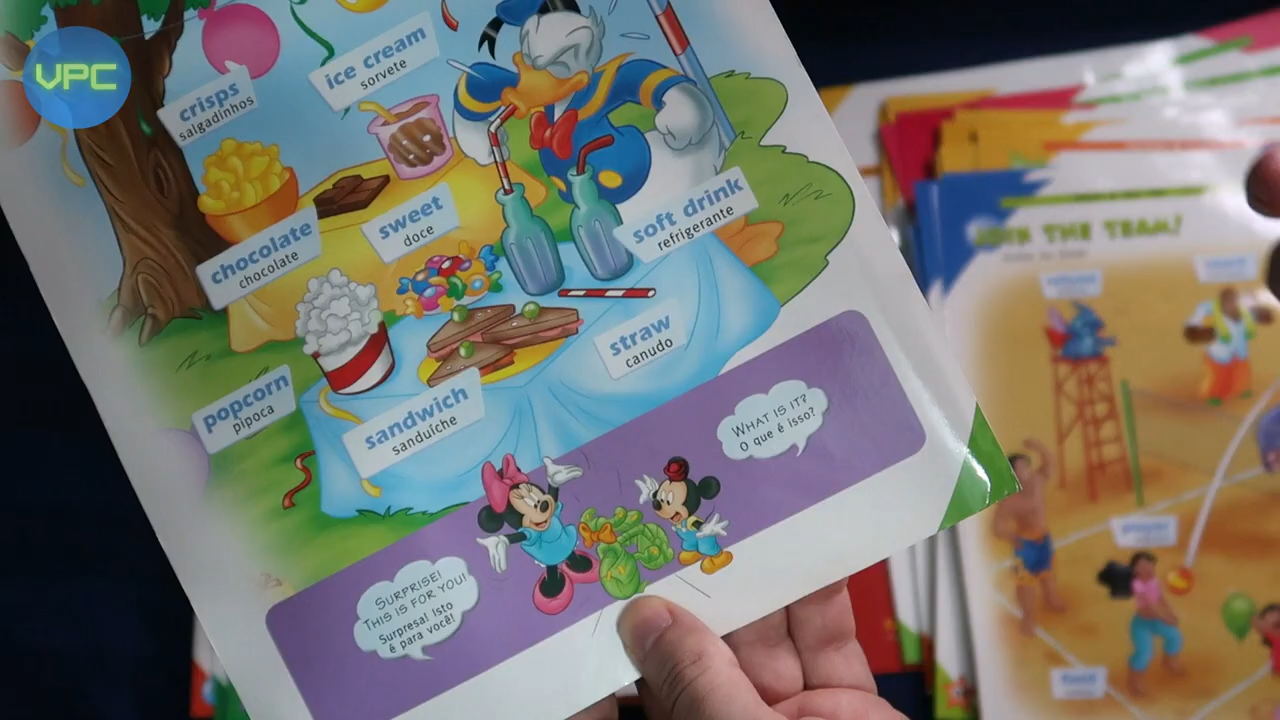 VPC
ice cream
sorvete
crisps
salgadinhos
sweet
doce
soft drink
refrigerante
chocolate
chocolate
straw
canudo
popcorn
pipoca
sandwich
sanduíche
WHAT IS IT?
O que é isso?
SURPRISE!
THIS IS FOR YOU!
Surpresa! Isto
é para você!
THE TEAM!